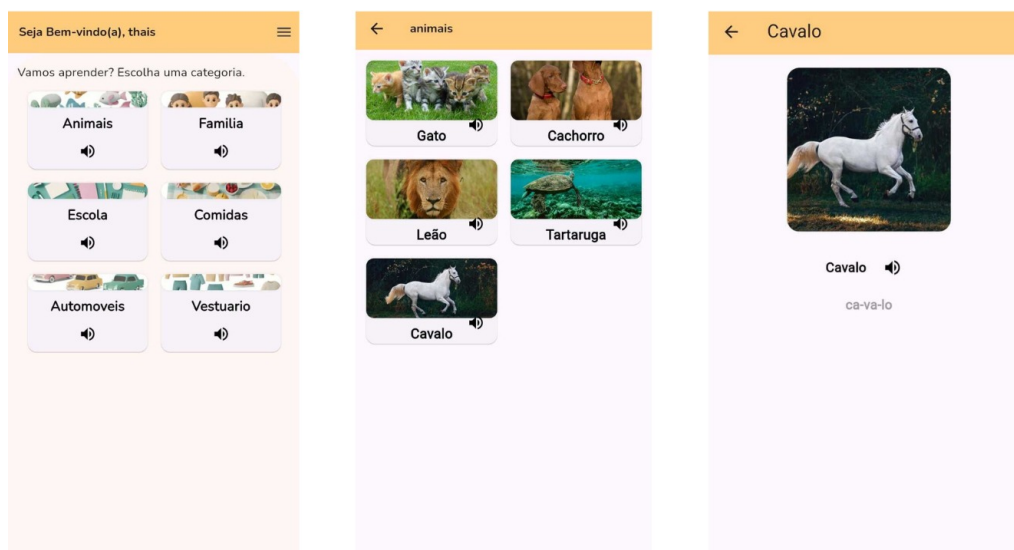 Seja Bem-vindo(a), thais
Vamos aprender? Escolha uma categoria.
Animais
Familia
Escola
Comidas
Automoveis
Vestuario
animais
Gato
Cachorro
Leão
Tartaruga
Cavalo
Cavalo
Cavalo
ca-va-lo